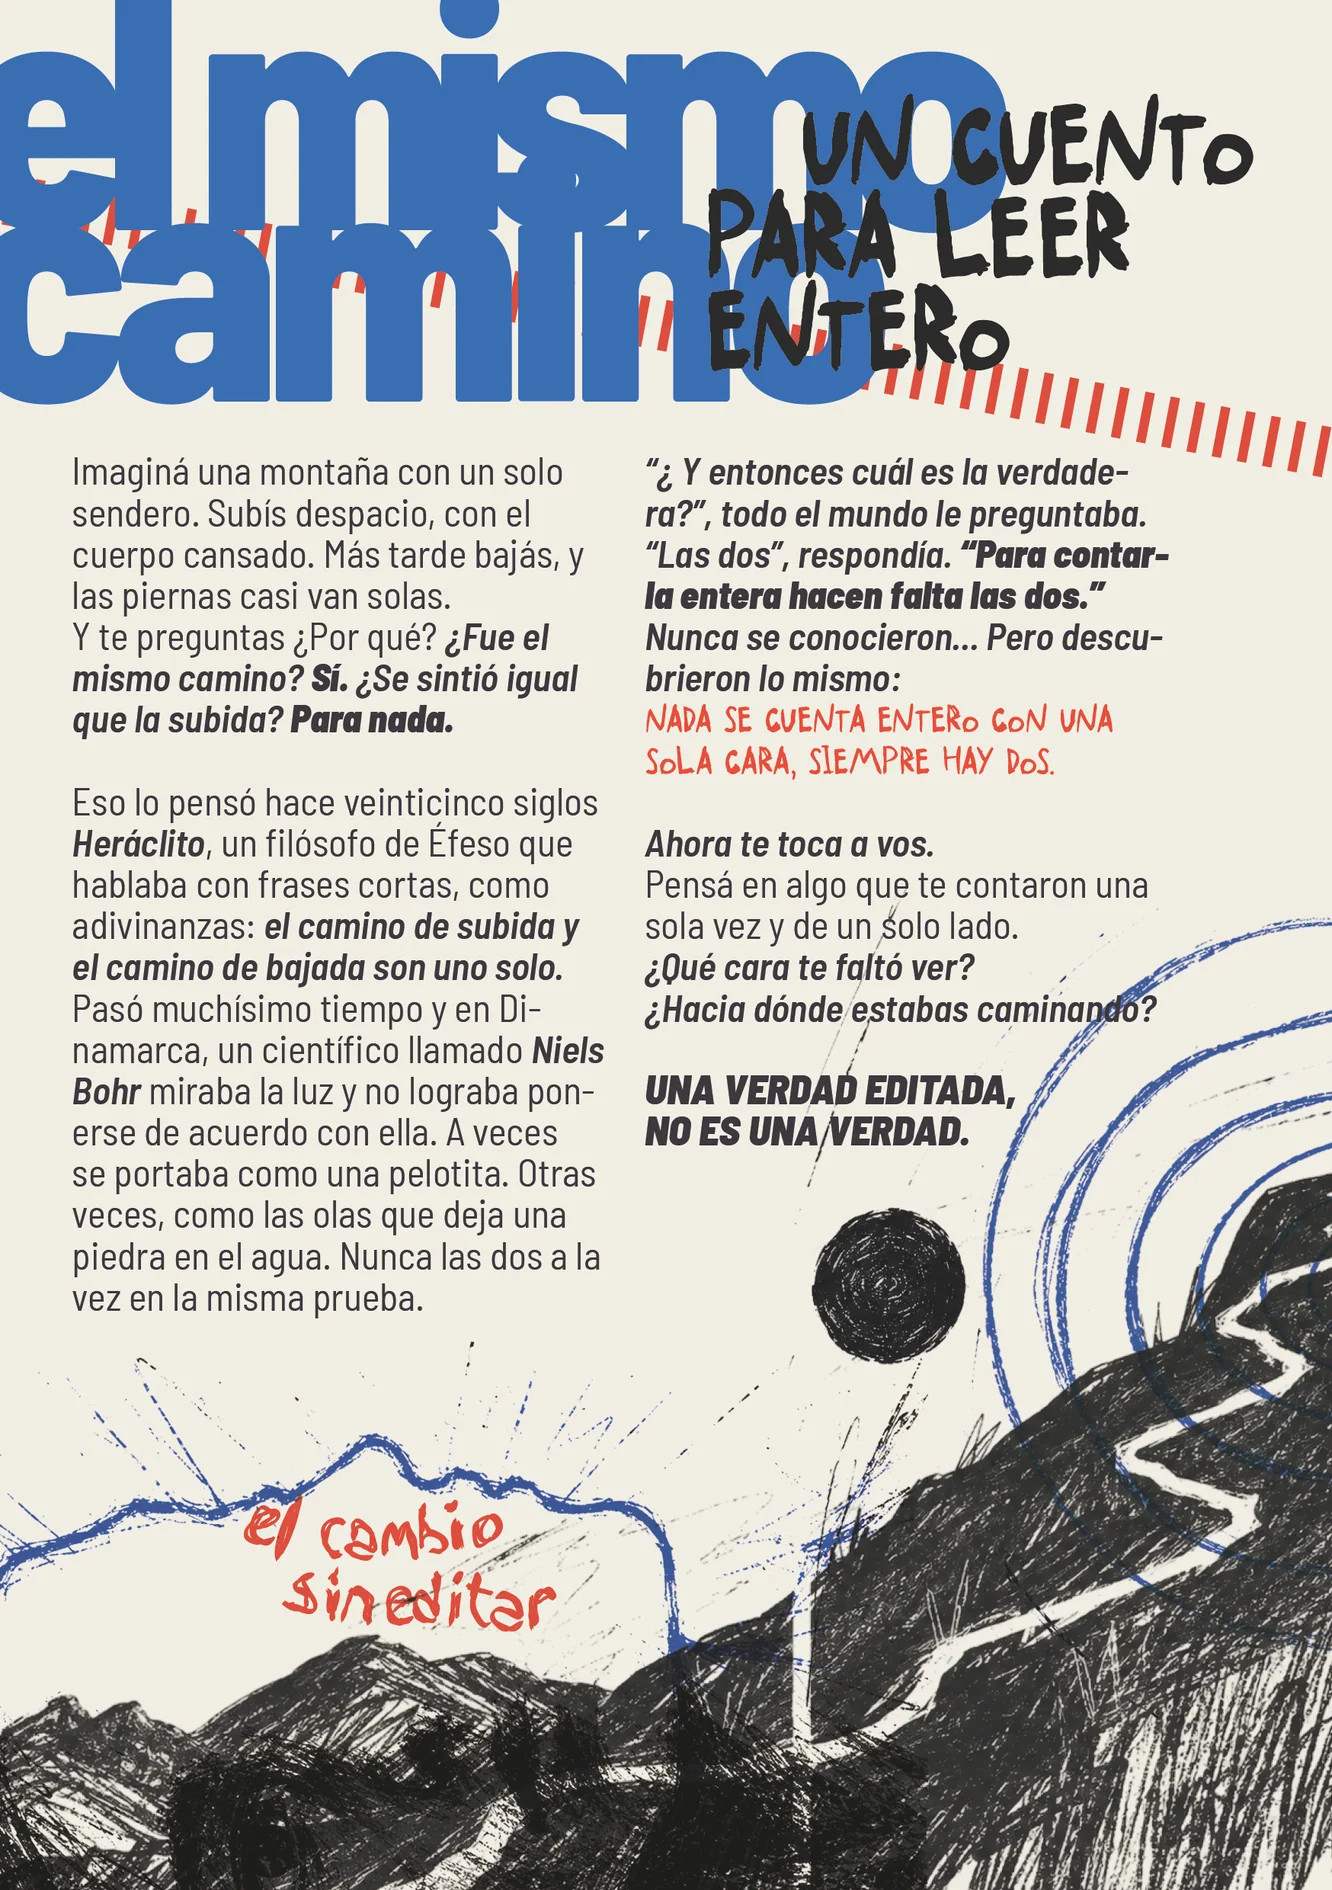 el mismo
camino
UN CUENTO
PARA LEER
ENTERO
Imaginá una montaña con un solo
sendero. Subís despacio, con el
cuerpo cansado. Más tarde bajás, y
las piernas casi van solas.
Y te preguntas ¿Por qué? ¿Fue el
mismo camino? Sí. ¿Se sintió igual
que la subida? Para nada.
Eso lo pensó hace veinticinco siglos
Heráclito, un filósofo de Éfeso que
hablaba con frases cortas, como
adivinanzas: el camino de subida y
el camino de bajada son uno solo.
Pasó muchísimo tiempo y en Di-
namarca, un científico llamado Niels
Bohr miraba la luz y no lograba pon-
erse de acuerdo con ella. A veces
se portaba como una pelotita. Otras
veces, como las olas que deja una
piedra en el agua. Nunca las dos a la
vez en la misma prueba.
“¿ Y entonces cuál es la verdade-
ra?”, todo el mundo le preguntaba.
“Las dos”, respondía. “Para contar-
la entera hacen falta las dos.”
Nunca se conocieron... Pero descu-
brieron lo mismo:
NADA SE CUENTA ENTERO CON UNA
SOLA CARA, SIEMPRE HAY DOS.
Ahora te toca a vos.
Pensá en algo que te contaron una
sola vez y de un solo lado.
¿Qué cara te faltó ver?
¿Hacia dónde estabas caminando?
UNA VERDAD EDITADA,
NO ES UNA VERDAD.
el cambio
sin editar